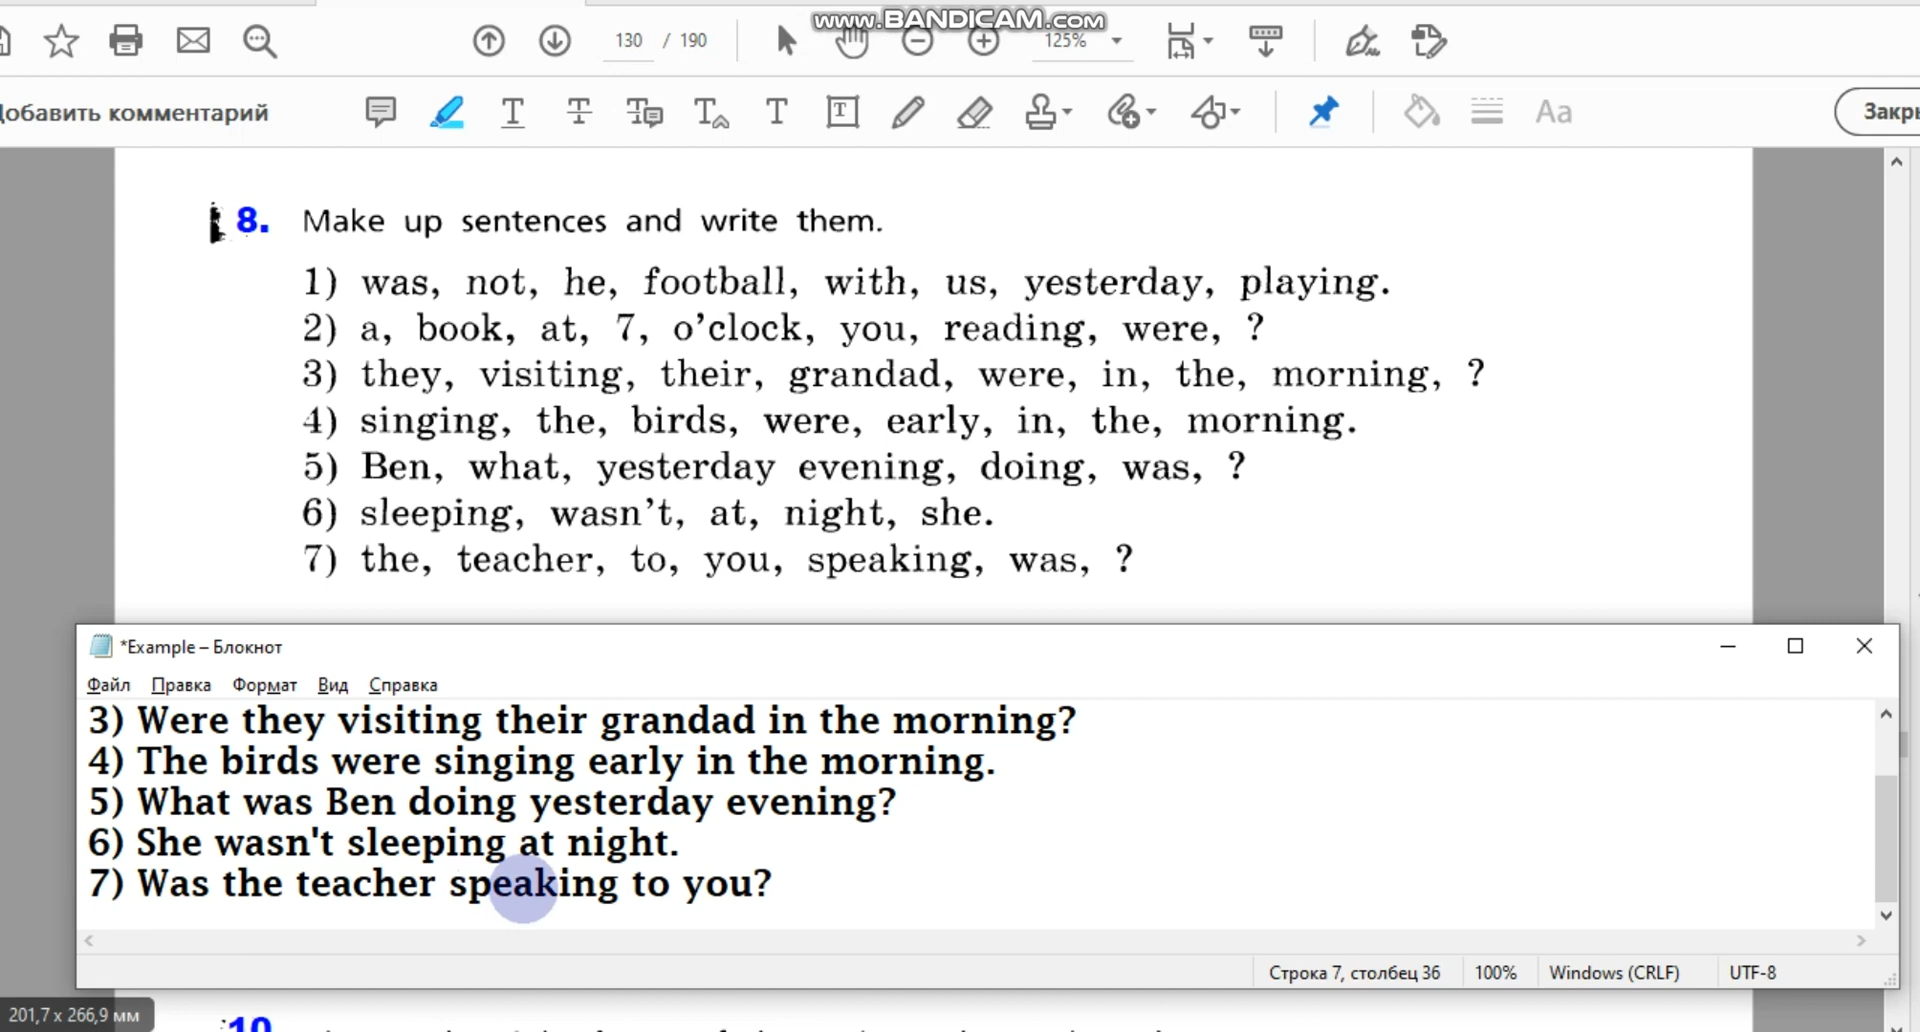 www.BANDICAM.com
130 / 190
125%
Добавить комментарий
Aa
8. Make up sentences and write them.
1) was, not, he, football, with, us, yesterday, playing.
2) a, book, at, 7, o’clock, you, reading, were, ?
3) they, visiting, their, grandad, were, in, the, morning, ?
4) singing, the, birds, were, early, in, the, morning.
5) Ben, what, yesterday evening, doing, was, ?
6) sleeping, wasn’t, at, night, she.
7) the, teacher, to, you, speaking, was, ?
*Example – Блокнот
Файл Правка Формат Вид Справка
3) Were they visiting their grandad in the morning?
4) The birds were singing early in the morning.
5) What was Ben doing yesterday evening?
6) She wasn't sleeping at night.
7) Was the teacher speaking to you?
Строка 7, столбец 36 100% Windows (CRLF) UTF-8
201,7 x 266,9 мм
10